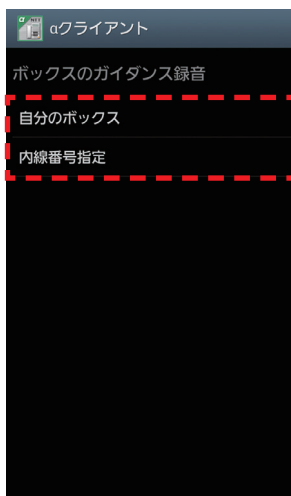 αクライアント
ボックスのガイダンス録音
自分のボックス
内線番号指定